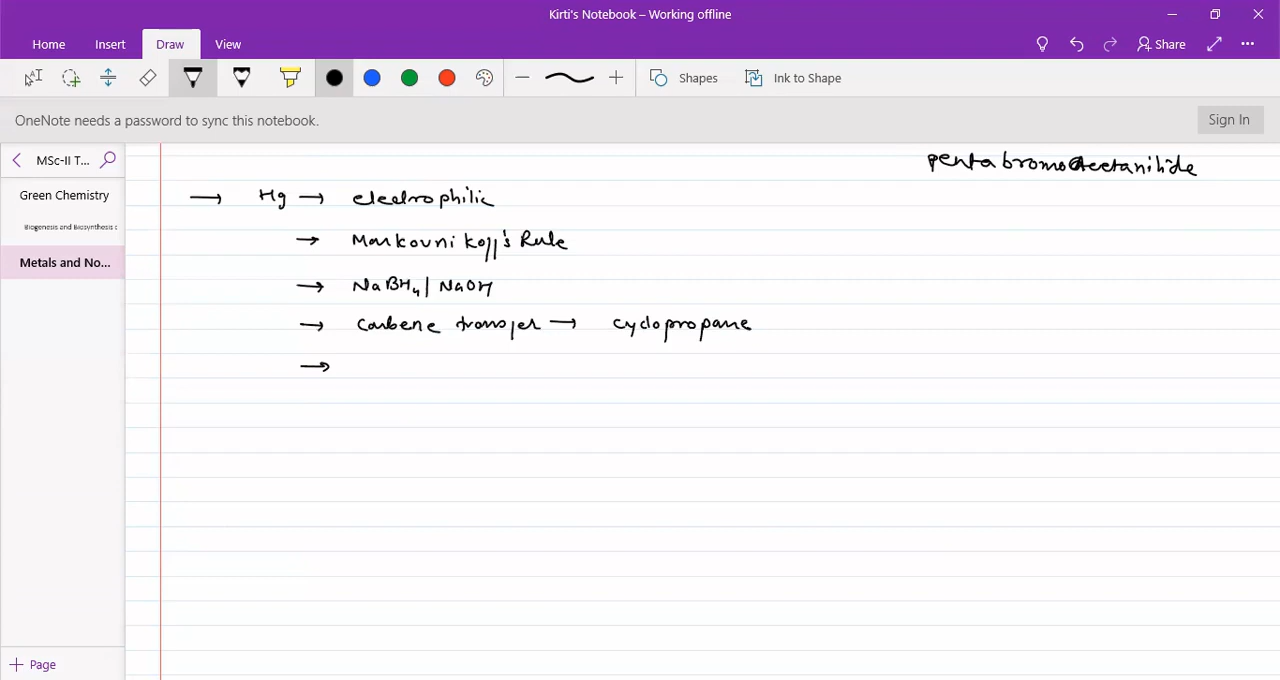 Kirti's Notebook – Working offline
Home Insert Draw View Share
Shapes Ink to Shape
OneNote needs a password to sync this notebook. Sign In
MSc-II T...
Green Chemistry
Biogenesis and Biosynthesis c
Metals and No...
Page
pentabromoacetanilide
→ Hg → electrophilic
→ Markovnikoff's Rule
→ NaBH4 / NaOH
→ Carbene transfer → cyclopropane
→